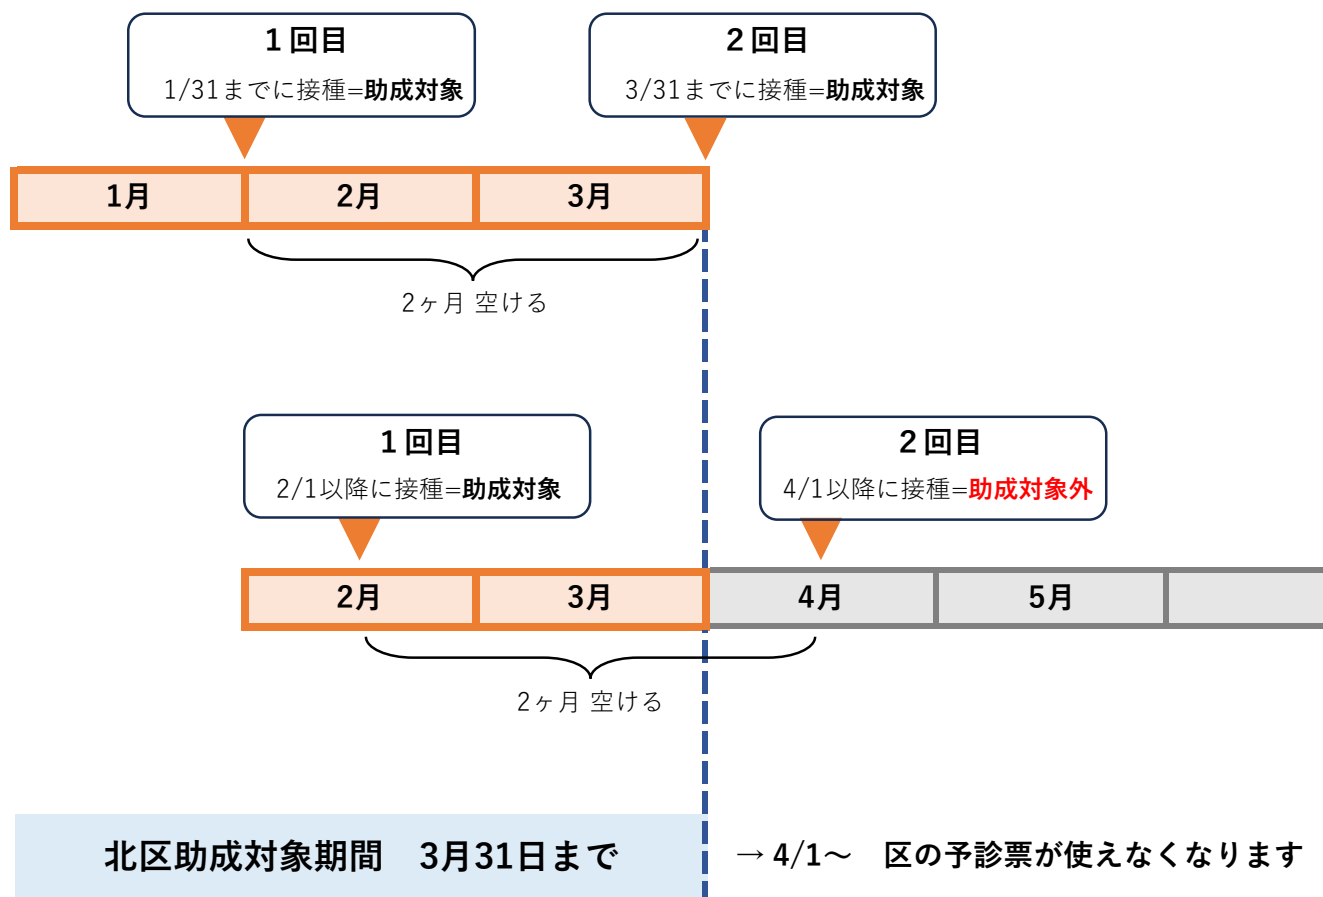 1回目
1/31までに接種=助成対象
2回目
3/31までに接種=助成対象
1月
2月
3月
2ヶ月 空ける
1回目
2/1以降に接種=助成対象
2回目
4/1以降に接種=助成対象外
2月
3月
4月
5月
2ヶ月 空ける
北区助成対象期間　3月31日まで
→ 4/1～　区の予診票が使えなくなります